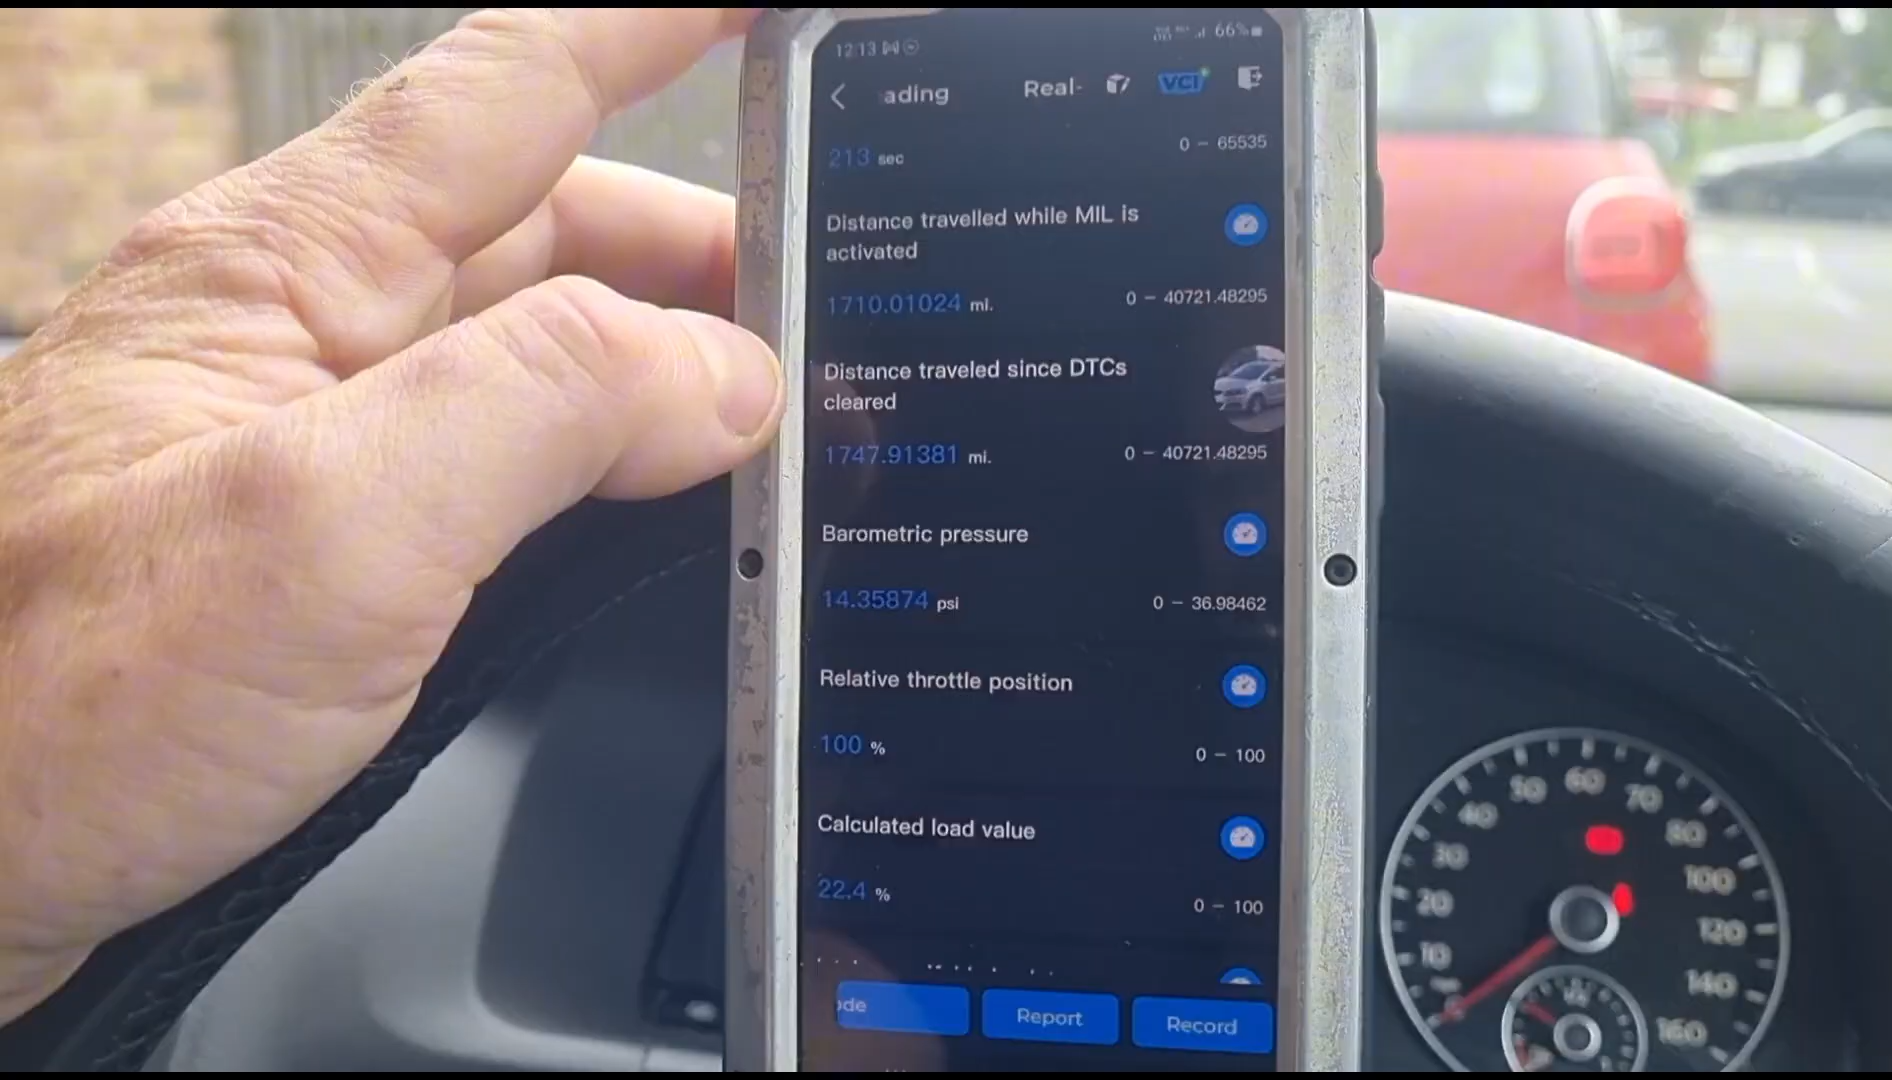 12:13 66%
ading Real- VCI
213 sec 0 - 65535
Distance travelled while MIL is
activated
1710.01024 mi. 0 - 40721.48295
Distance traveled since DTCs
cleared
1747.91381 mi. 0 - 40721.48295
Barometric pressure
14.35874 psi 0 - 36.98462
Relative throttle position
100 % 0 - 100
Calculated load value
22.4 % 0 - 100
ode Report Record
10 20 30 40 50 60 70 80 100 120 140 160